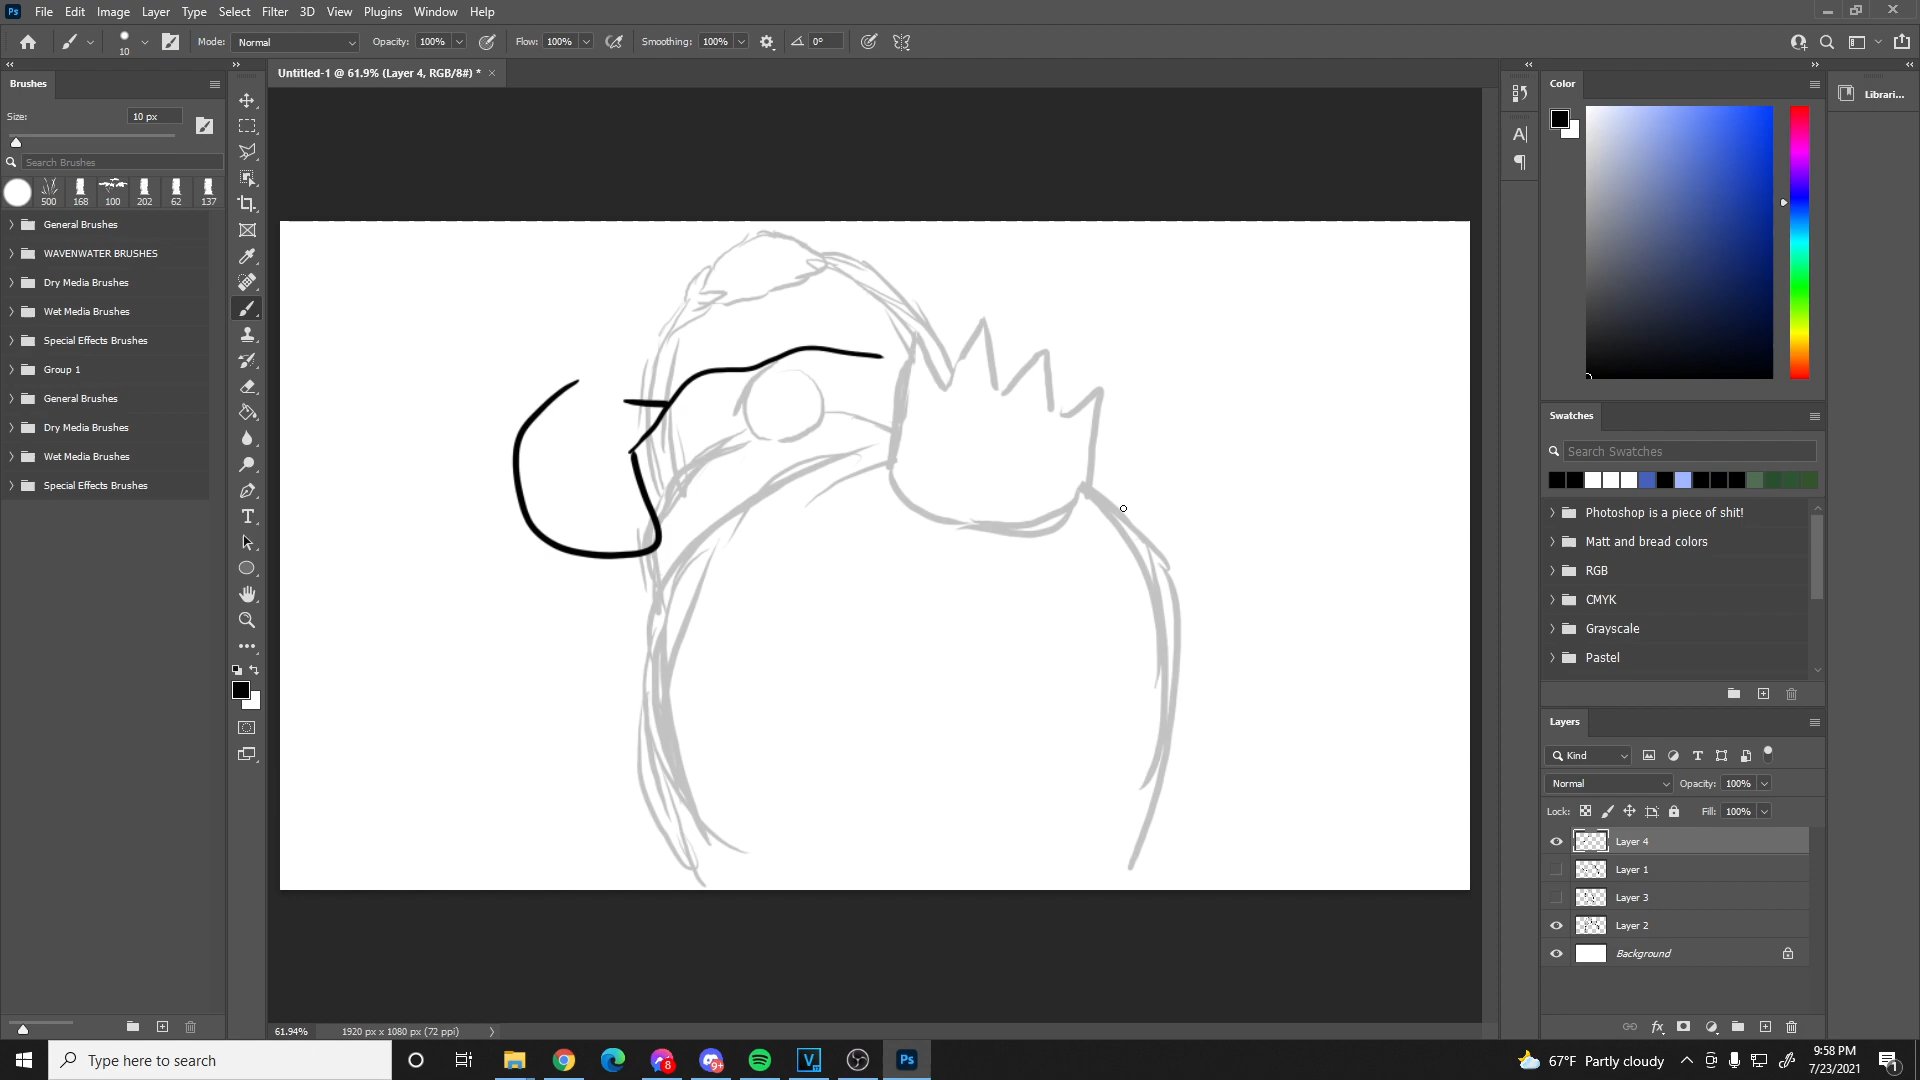 Ps File Edit Image Layer Type Select Filter 3D View Plugins Window Help
10 Mode: Normal Opacity: 100% Flow: 100% Smoothing: 100% 0°
Brushes
Untitled-1 @ 61.9% (Layer 4, RGB/8#) *
Color
Librari...
Size: 10 px
Search Brushes
500 168 100 202 62 137
General Brushes
WAVENWATER BRUSHES
Dry Media Brushes
Wet Media Brushes
Special Effects Brushes
Group 1
General Brushes
Dry Media Brushes
Wet Media Brushes
Special Effects Brushes
Swatches
Search Swatches
Photoshop is a piece of shit!
Matt and bread colors
RGB
CMYK
Grayscale
Pastel
Layers
Kind
Normal Opacity: 100%
Lock: Fill: 100%
Layer 4
Layer 1
Layer 3
Layer 2
Background
61.94% 1920 px x 1080 px (72 ppi)
Type here to search
8
9+
Ps
67°F Partly cloudy
9:58 PM
7/23/2021
1